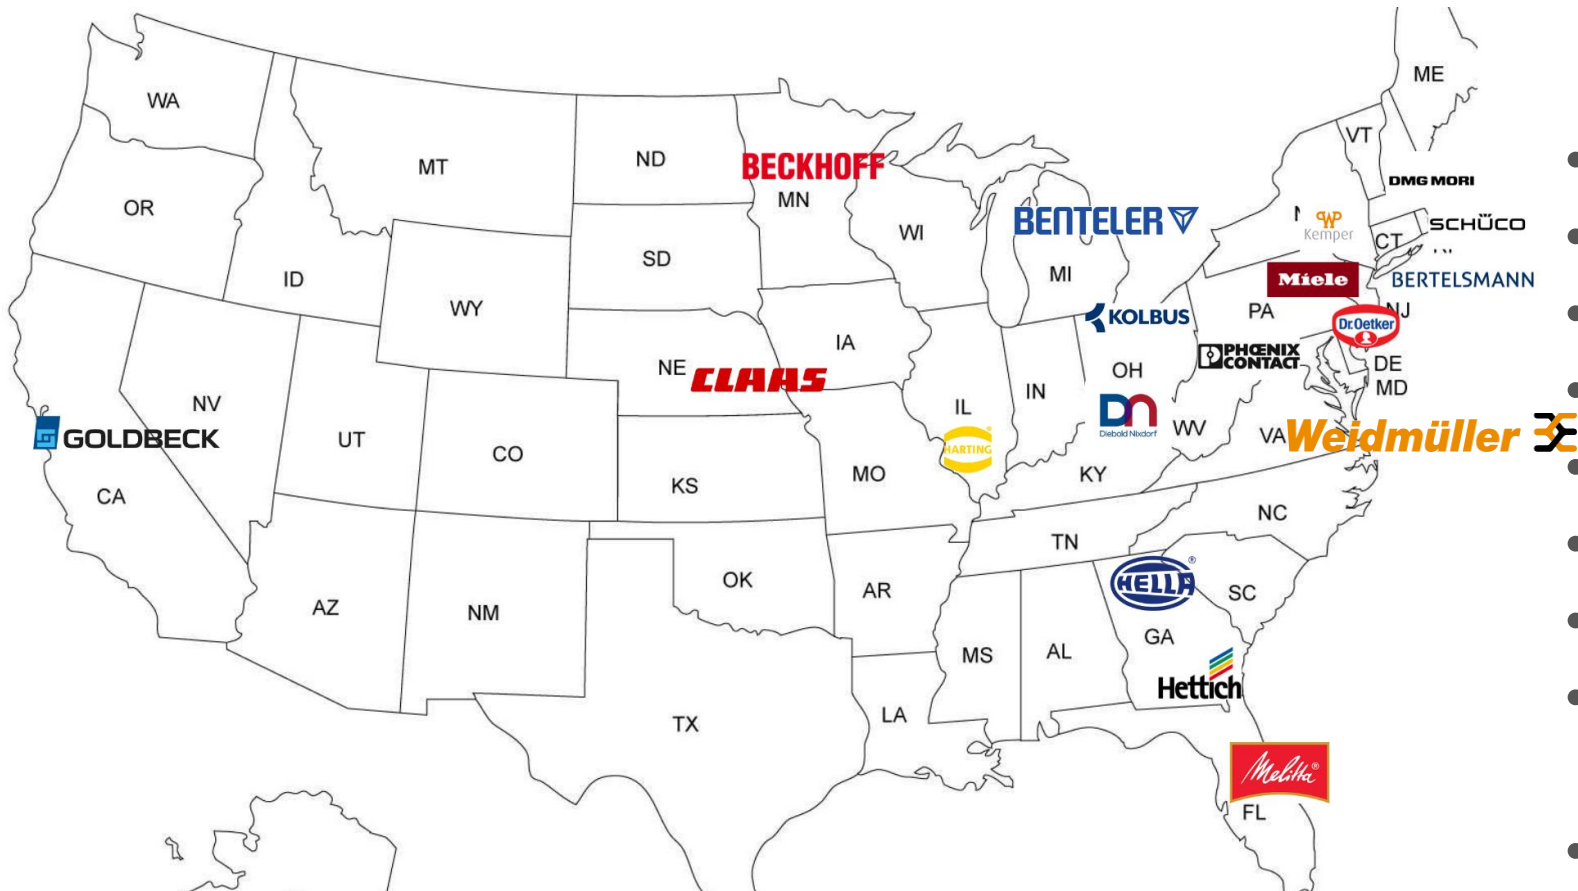 ME
WA
VT
MT
ND
BECKHOFF
DMG MORI
MN
OR
BENTELER
WP
Kemper
SCHÜCO
WI
CT
SD
MI
ID
Miele
BERTELSMANN
WY
PA
NJ
KOLBUS
Dr.Oetker
IA
PHŒNIX
CONTACT
NE
CLAAS
OH
DE
MD
IN
NV
IL
DN
Diebold Nixdorf
WV
VA
Weidmüller
GOLDBECK
UT
CO
HARTING
®
MO
KY
KS
CA
NC
TN
OK
HELLA
®
AR
SC
AZ
NM
GA
MS
AL
Hettich
LA
TX
Melitta®
FL